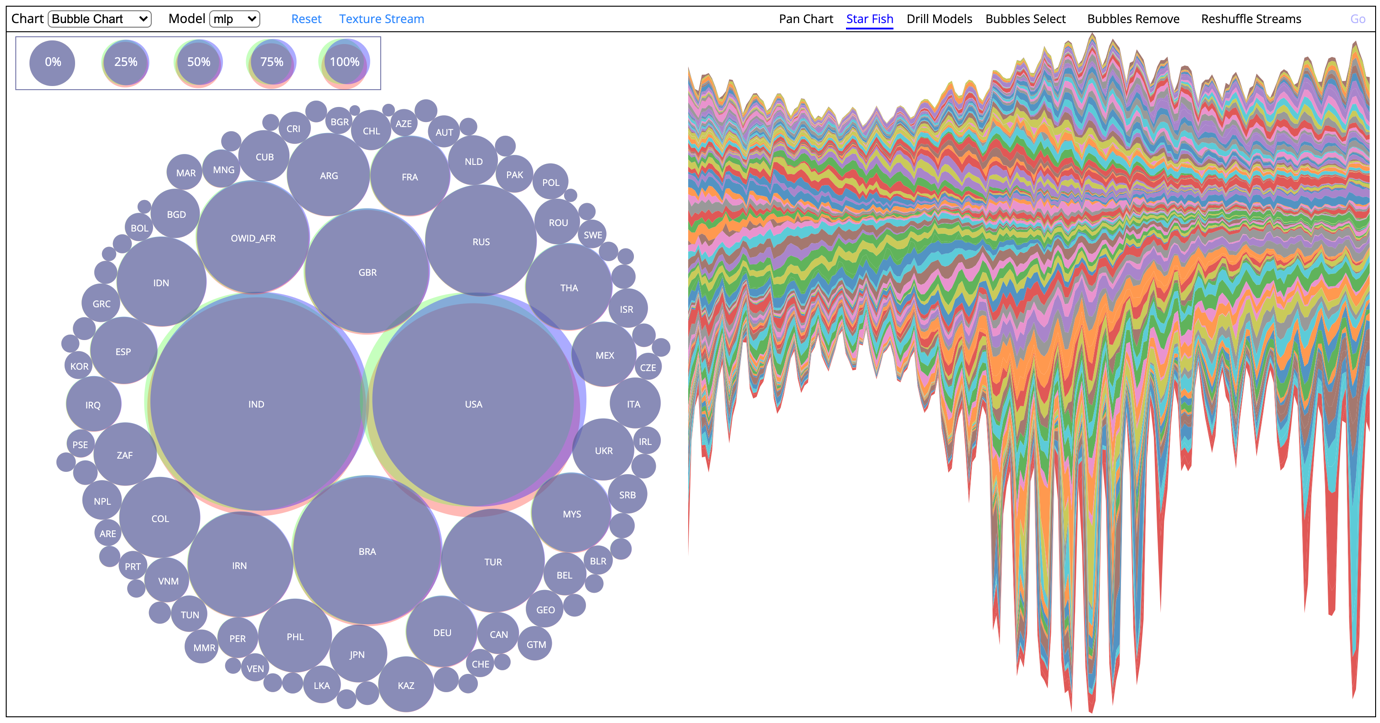 Chart Bubble Chart Model mlp Reset Texture Stream Pan Chart Star Fish Drill Models Bubbles Select Bubbles Remove Reshuffle Streams Go
0% 25% 50% 75% 100%
CRI BGR CHL AZE AUT
MAR MNG CUB ARG FRA NLD PAK POL
BGD BOL OWID_AFR GBR RUS ROU SWE
IDN THA
GRC ISR
ESP MEX
KOR CZE
IRQ IND USA ITA
PSE IRL
ZAF UKR
NPL SRB
COL MYS
ARE
PRT IRN BRA TUR BLR
VNM BEL
TUN GEO
MMR PER PHL DEU CAN GTM
VEN JPN CHE
LKA KAZ